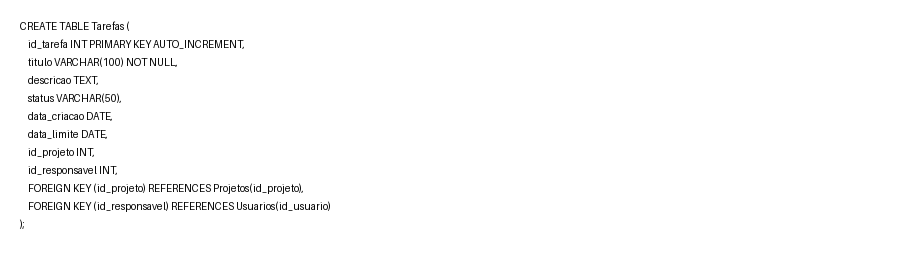 CREATE TABLE Tarefas (
id_tarefa INT PRIMARY KEY AUTO_INCREMENT,
titulo VARCHAR(100) NOT NULL,
descricao TEXT,
status VARCHAR(50),
data_criacao DATE,
data_limite DATE,
id_projeto INT,
id_responsavel INT,
FOREIGN KEY (id_projeto) REFERENCES Projetos(id_projeto),
FOREIGN KEY (id_responsavel) REFERENCES Usuarios(id_usuario)
);